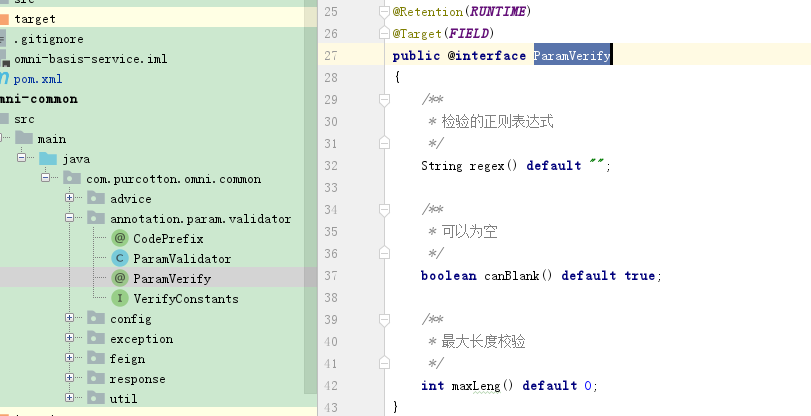 src
target
.gitignore
omni-basis-service.iml
pom.xml
mni-common
src
main
java
com.purcotton.omni.common
advice
annotation.param.validator
CodePrefix
ParamValidator
ParamVerify
VerifyConstants
config
exception
feign
response
util
25 @Retention(RUNTIME)
26 @Target(FIELD)
27 public @interface ParamVerify
28 {
29 /**
30 * 检验的正则表达式
31 */
32 String regex() default "";
33
34 /**
35 * 可以为空
36 */
37 boolean canBlank() default true;
38
39 /**
40 * 最大长度校验
41 */
42 int maxLeng() default 0;
43 }